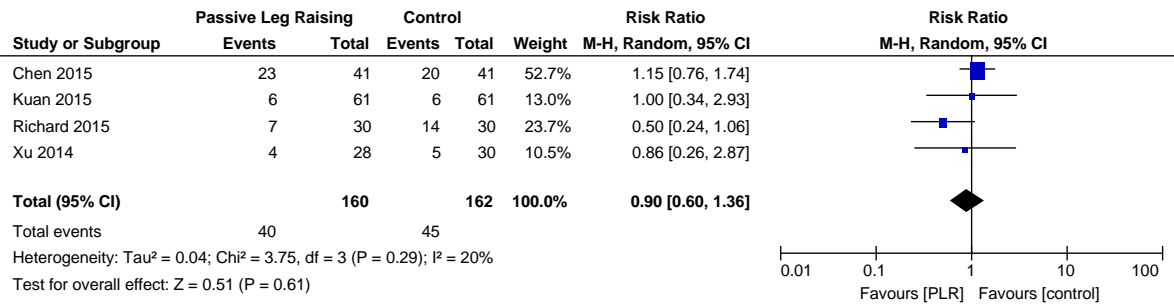 Passive Leg Raising Control Risk Ratio Risk Ratio
Study or Subgroup Events Total Events Total Weight M-H, Random, 95% CI M-H, Random, 95% CI
Chen 2015 23 41 20 41 52.7% 1.15 [0.76, 1.74]
Kuan 2015 6 61 6 61 13.0% 1.00 [0.34, 2.93]
Richard 2015 7 30 14 30 23.7% 0.50 [0.24, 1.06]
Xu 2014 4 28 5 30 10.5% 0.86 [0.26, 2.87]
Total (95% CI) 160 162 100.0% 0.90 [0.60, 1.36]
Total events 40 45
Heterogeneity: Tau² = 0.04; Chi² = 3.75, df = 3 (P = 0.29); I² = 20%
Test for overall effect: Z = 0.51 (P = 0.61)
0.01 0.1 1 10 100
Favours [PLR] Favours [control]